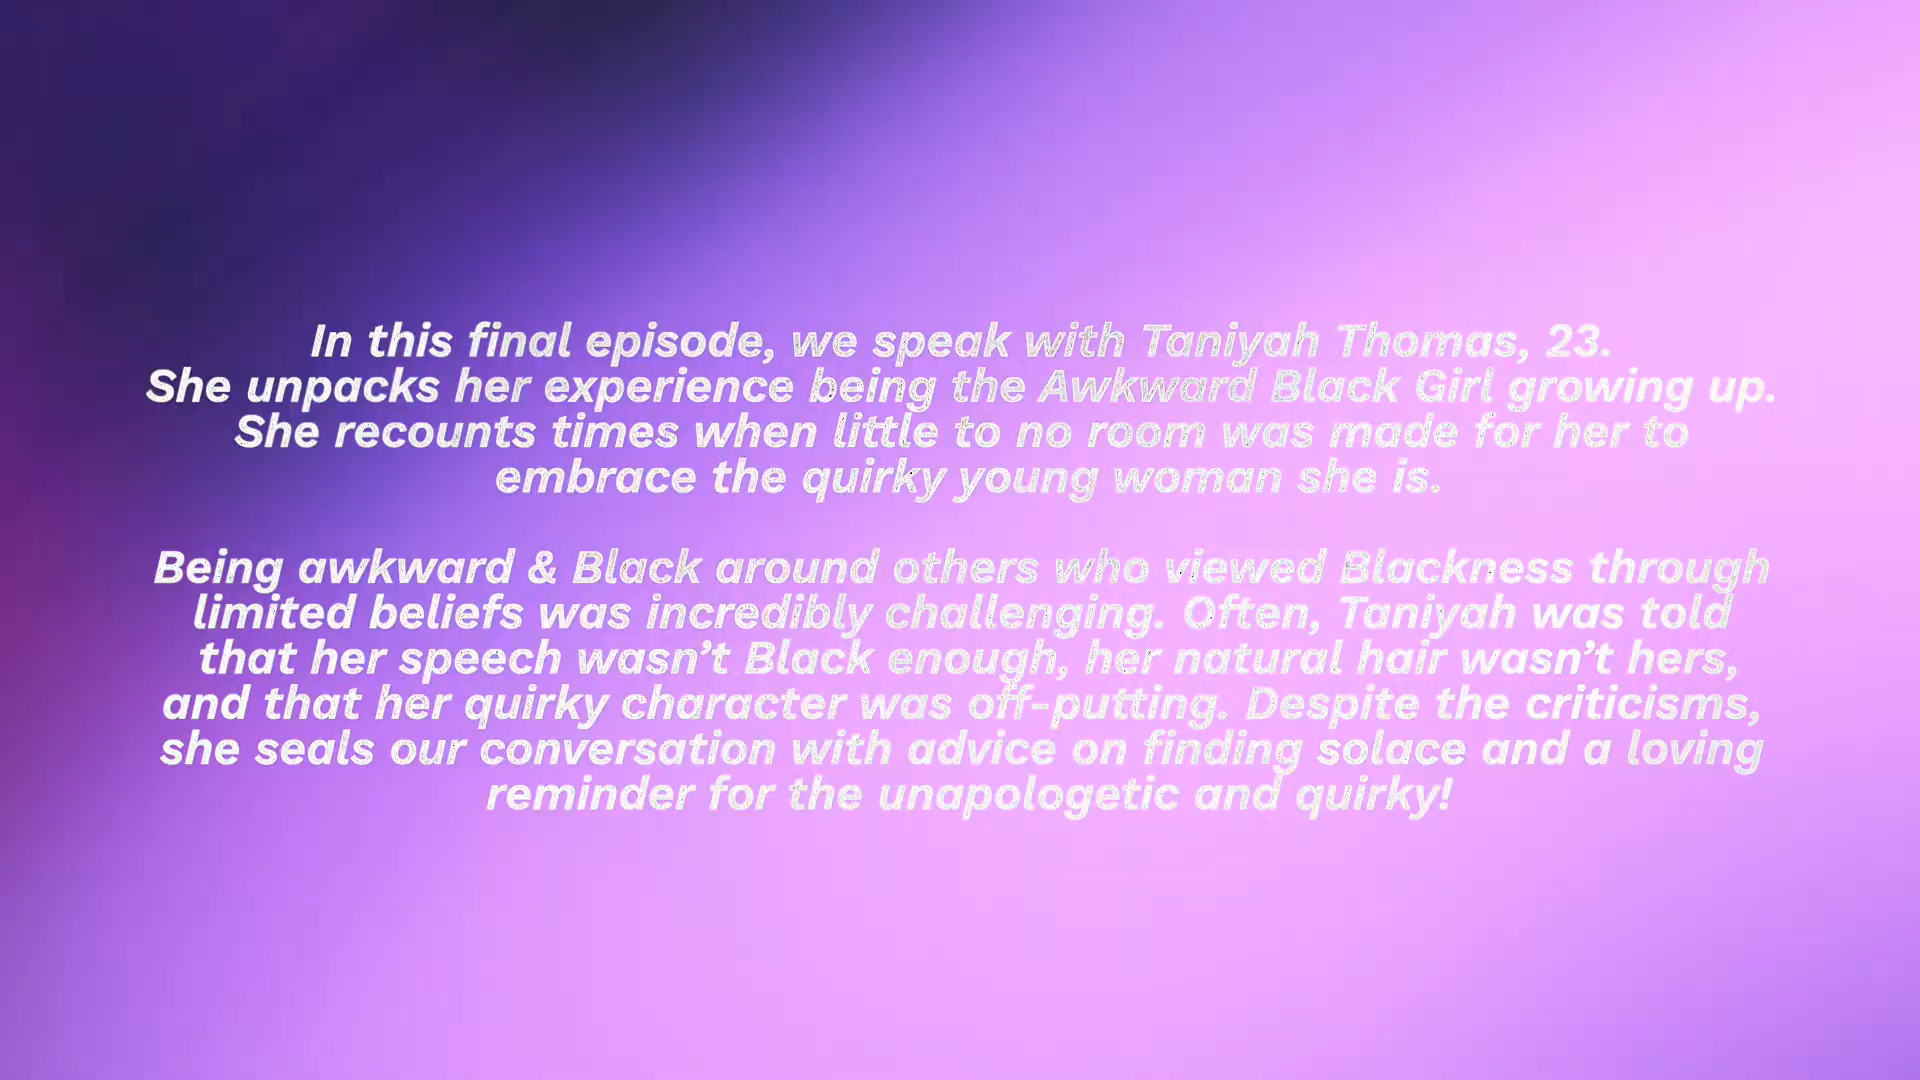 In this final episode, we speak with Taniyah Thomas, 23.
She unpacks her experience being the Awkward Black Girl growing up.
She recounts times when little to no room was made for her to
embrace the quirky young woman she is.
Being awkward & Black around others who viewed Blackness through
limited beliefs was incredibly challenging. Often, Taniyah was told
that her speech wasn’t Black enough, her natural hair wasn’t hers,
and that her quirky character was off-putting. Despite the criticisms,
she seals our conversation with advice on finding solace and a loving
reminder for the unapologetic and quirky!